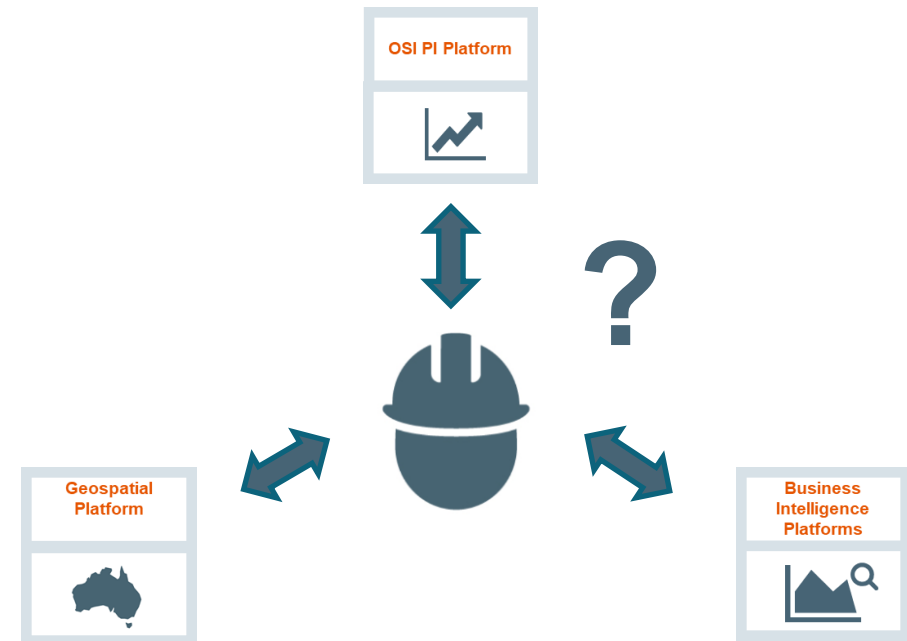 OSI PI Platform
?
Geospatial
Platform
Business
Intelligence
Platforms